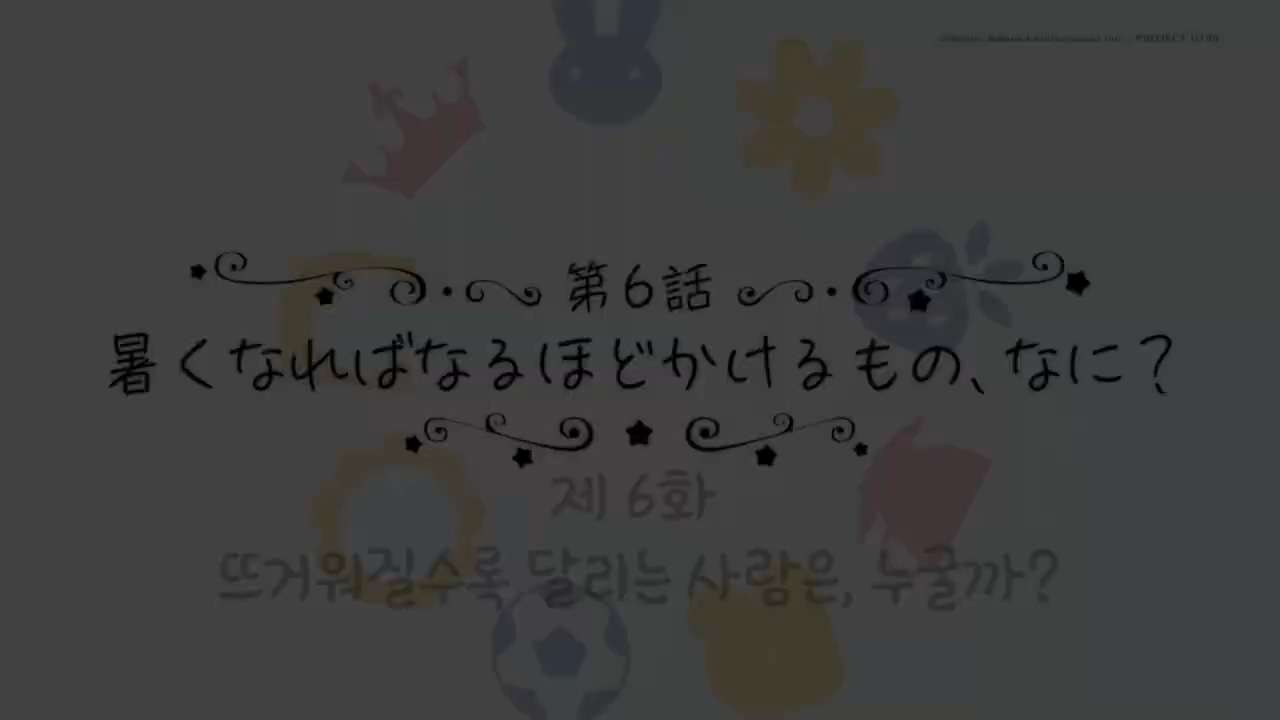 第6話
暑くなればなるほどかけるもの、なに？
제 6화
뜨거워질수록 달리는 사람은, 누굴까?